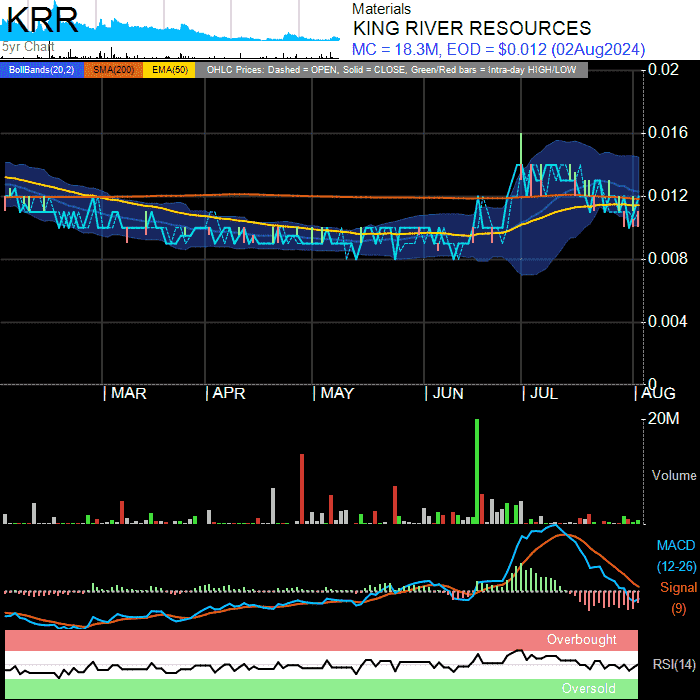 KRR
5yr Chart
Materials
KING RIVER RESOURCES
MC = 18.3M, EOD = $0.012 (02Aug2024)
BollBands(20,2) SMA(200) EMA(50) OHLC Prices: Dashed = OPEN, Solid = CLOSE, Green/Red bars = Intra-day HIGH/LOW
0.02
0.016
0.012
0.008
0.004
0
MAR APR MAY JUN JUL AUG
20M
Volume
MACD
(12-26)
Signal
(9)
Overbought
RSI(14)
Oversold